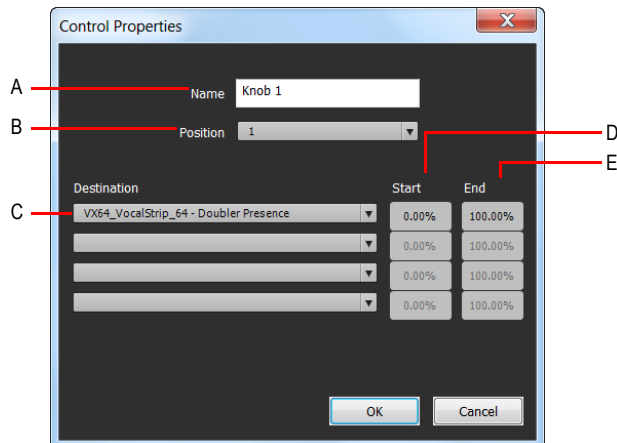 Control Properties
X
A
Name
Knob 1
B
Position
1
D
E
Destination
Start
End
C
VX64_VocalStrip_64 - Doubler Presence
0.00%
100.00%
0.00%
100.00%
0.00%
100.00%
0.00%
100.00%
OK
Cancel